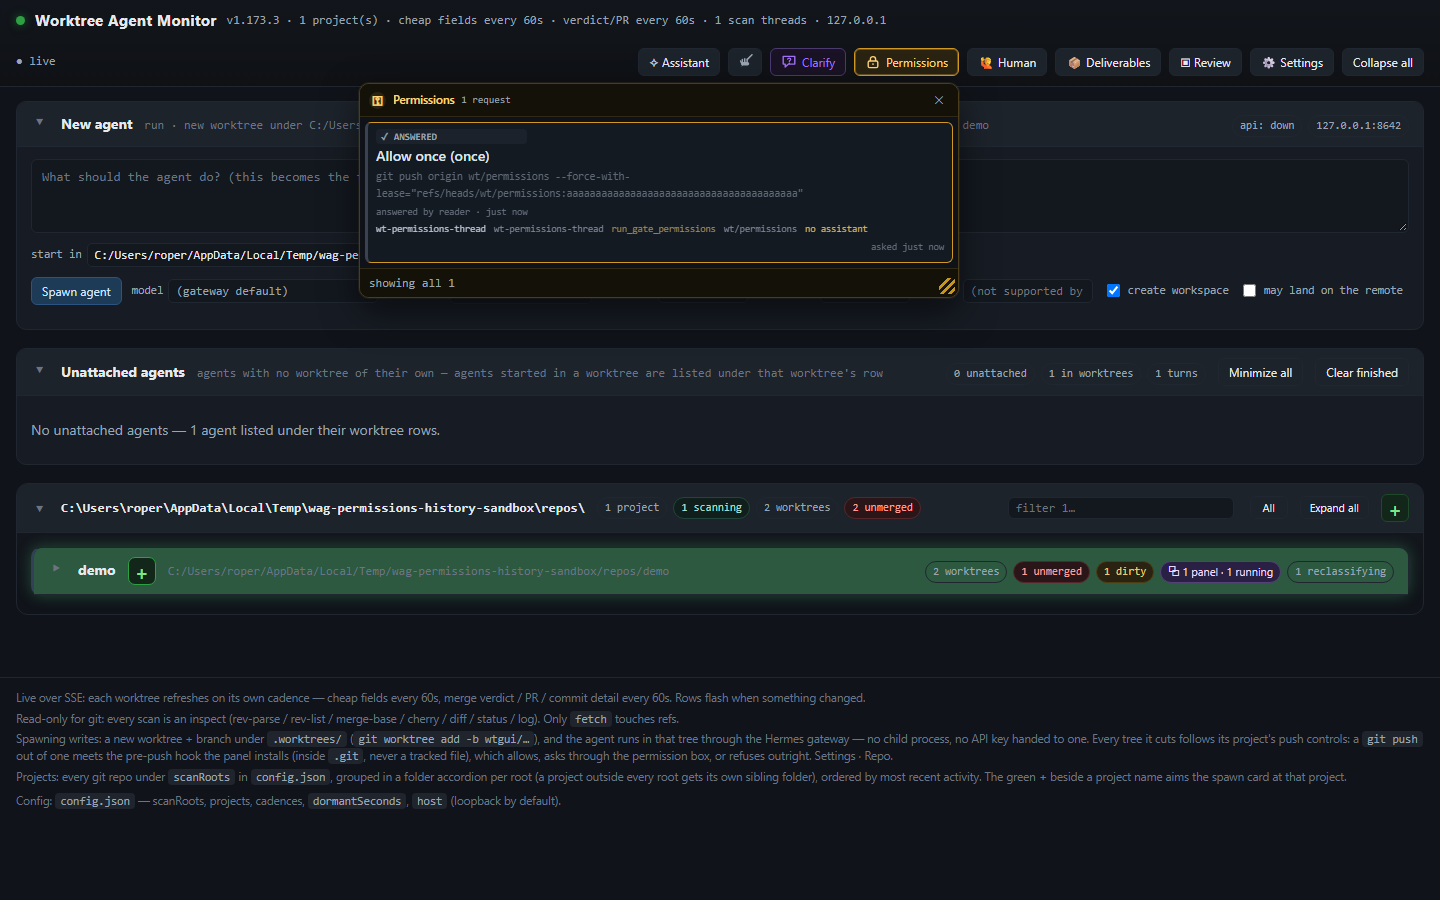 Worktree Agent Monitor v1.173.3 · 1 project(s) · cheap fields every 60s · verdict/PR every 60s · 1 scan threads · 127.0.0.1
live
Assistant
Clarify
Permissions
Human
Deliverables
Review
Settings
Collapse all
Permissions 1 request
✓ ANSWERED
Allow once (once)
git push origin wt/permissions --force-with-
lease="refs/heads/wt/permissions:aaaaaaaaaaaaaaaaaaaaaaaaaaaaaaaaaaaaaaaa"
answered by reader · just now
wt-permissions-thread wt-permissions-thread run_gate_permissions wt/permissions no assistant
asked just now
showing all 1
New agent run · new worktree under C:/Users demo api: down 127.0.0.1:8642
What should the agent do? (this becomes the
start in C:/Users/roper/AppData/Local/Temp/wag-pe
Spawn agent model (gateway default) (not supported by create workspace may land on the remote
Unattached agents agents with no worktree of their own — agents started in a worktree are listed under that worktree's row 0 unattached 1 in worktrees 1 turns Minimize all Clear finished
No unattached agents — 1 agent listed under their worktree rows.
C:\Users\roper\AppData\Local\Temp\wag-permissions-history-sandbox\repos\ 1 project 1 scanning 2 worktrees 2 unmerged filter 1… All Expand all +
demo + C:/Users/roper/AppData/Local/Temp/wag-permissions-history-sandbox/repos/demo 2 worktrees 1 unmerged 1 dirty 1 panel · 1 running 1 reclassifying
Live over SSE: each worktree refreshes on its own cadence — cheap fields every 60s, merge verdict / PR / commit detail every 60s. Rows flash when something changed.
Read-only for git: every scan is an inspect (rev-parse / rev-list / merge-base / cherry / diff / status / log). Only fetch touches refs.
Spawning writes: a new worktree + branch under .worktrees/ (git worktree add -b wtgui/…), and the agent runs in that tree through the Hermes gateway — no child process, no API key handed to one. Every tree it cuts follows its project's push controls: a git push
out of one meets the pre-push hook the panel installs (inside .git, never a tracked file), which allows, asks through the permission box, or refuses outright. Settings · Repo.
Projects: every git repo under scanRoots in config.json, grouped in a folder accordion per root (a project outside every root gets its own sibling folder), ordered by most recent activity. The green + beside a project name aims the spawn card at that project.
Config: config.json — scanRoots, projects, cadences, dormantSeconds, host (loopback by default).